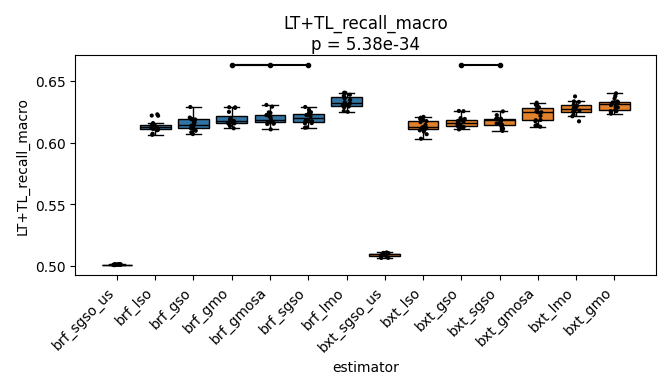 LT+TL_recall_macro
p = 5.38e-34
LT+TL_recall_macro
0.65
0.60
0.55
0.50
brf_sgso_us
brf_lso
brf_gso
brf_gmo
brf_gmosa
brf_sgso
brf_lmo
bxt_sgso_us
bxt_lso
bxt_gso
bxt_sgso
bxt_gmosa
bxt_lmo
bxt_gmo
estimator